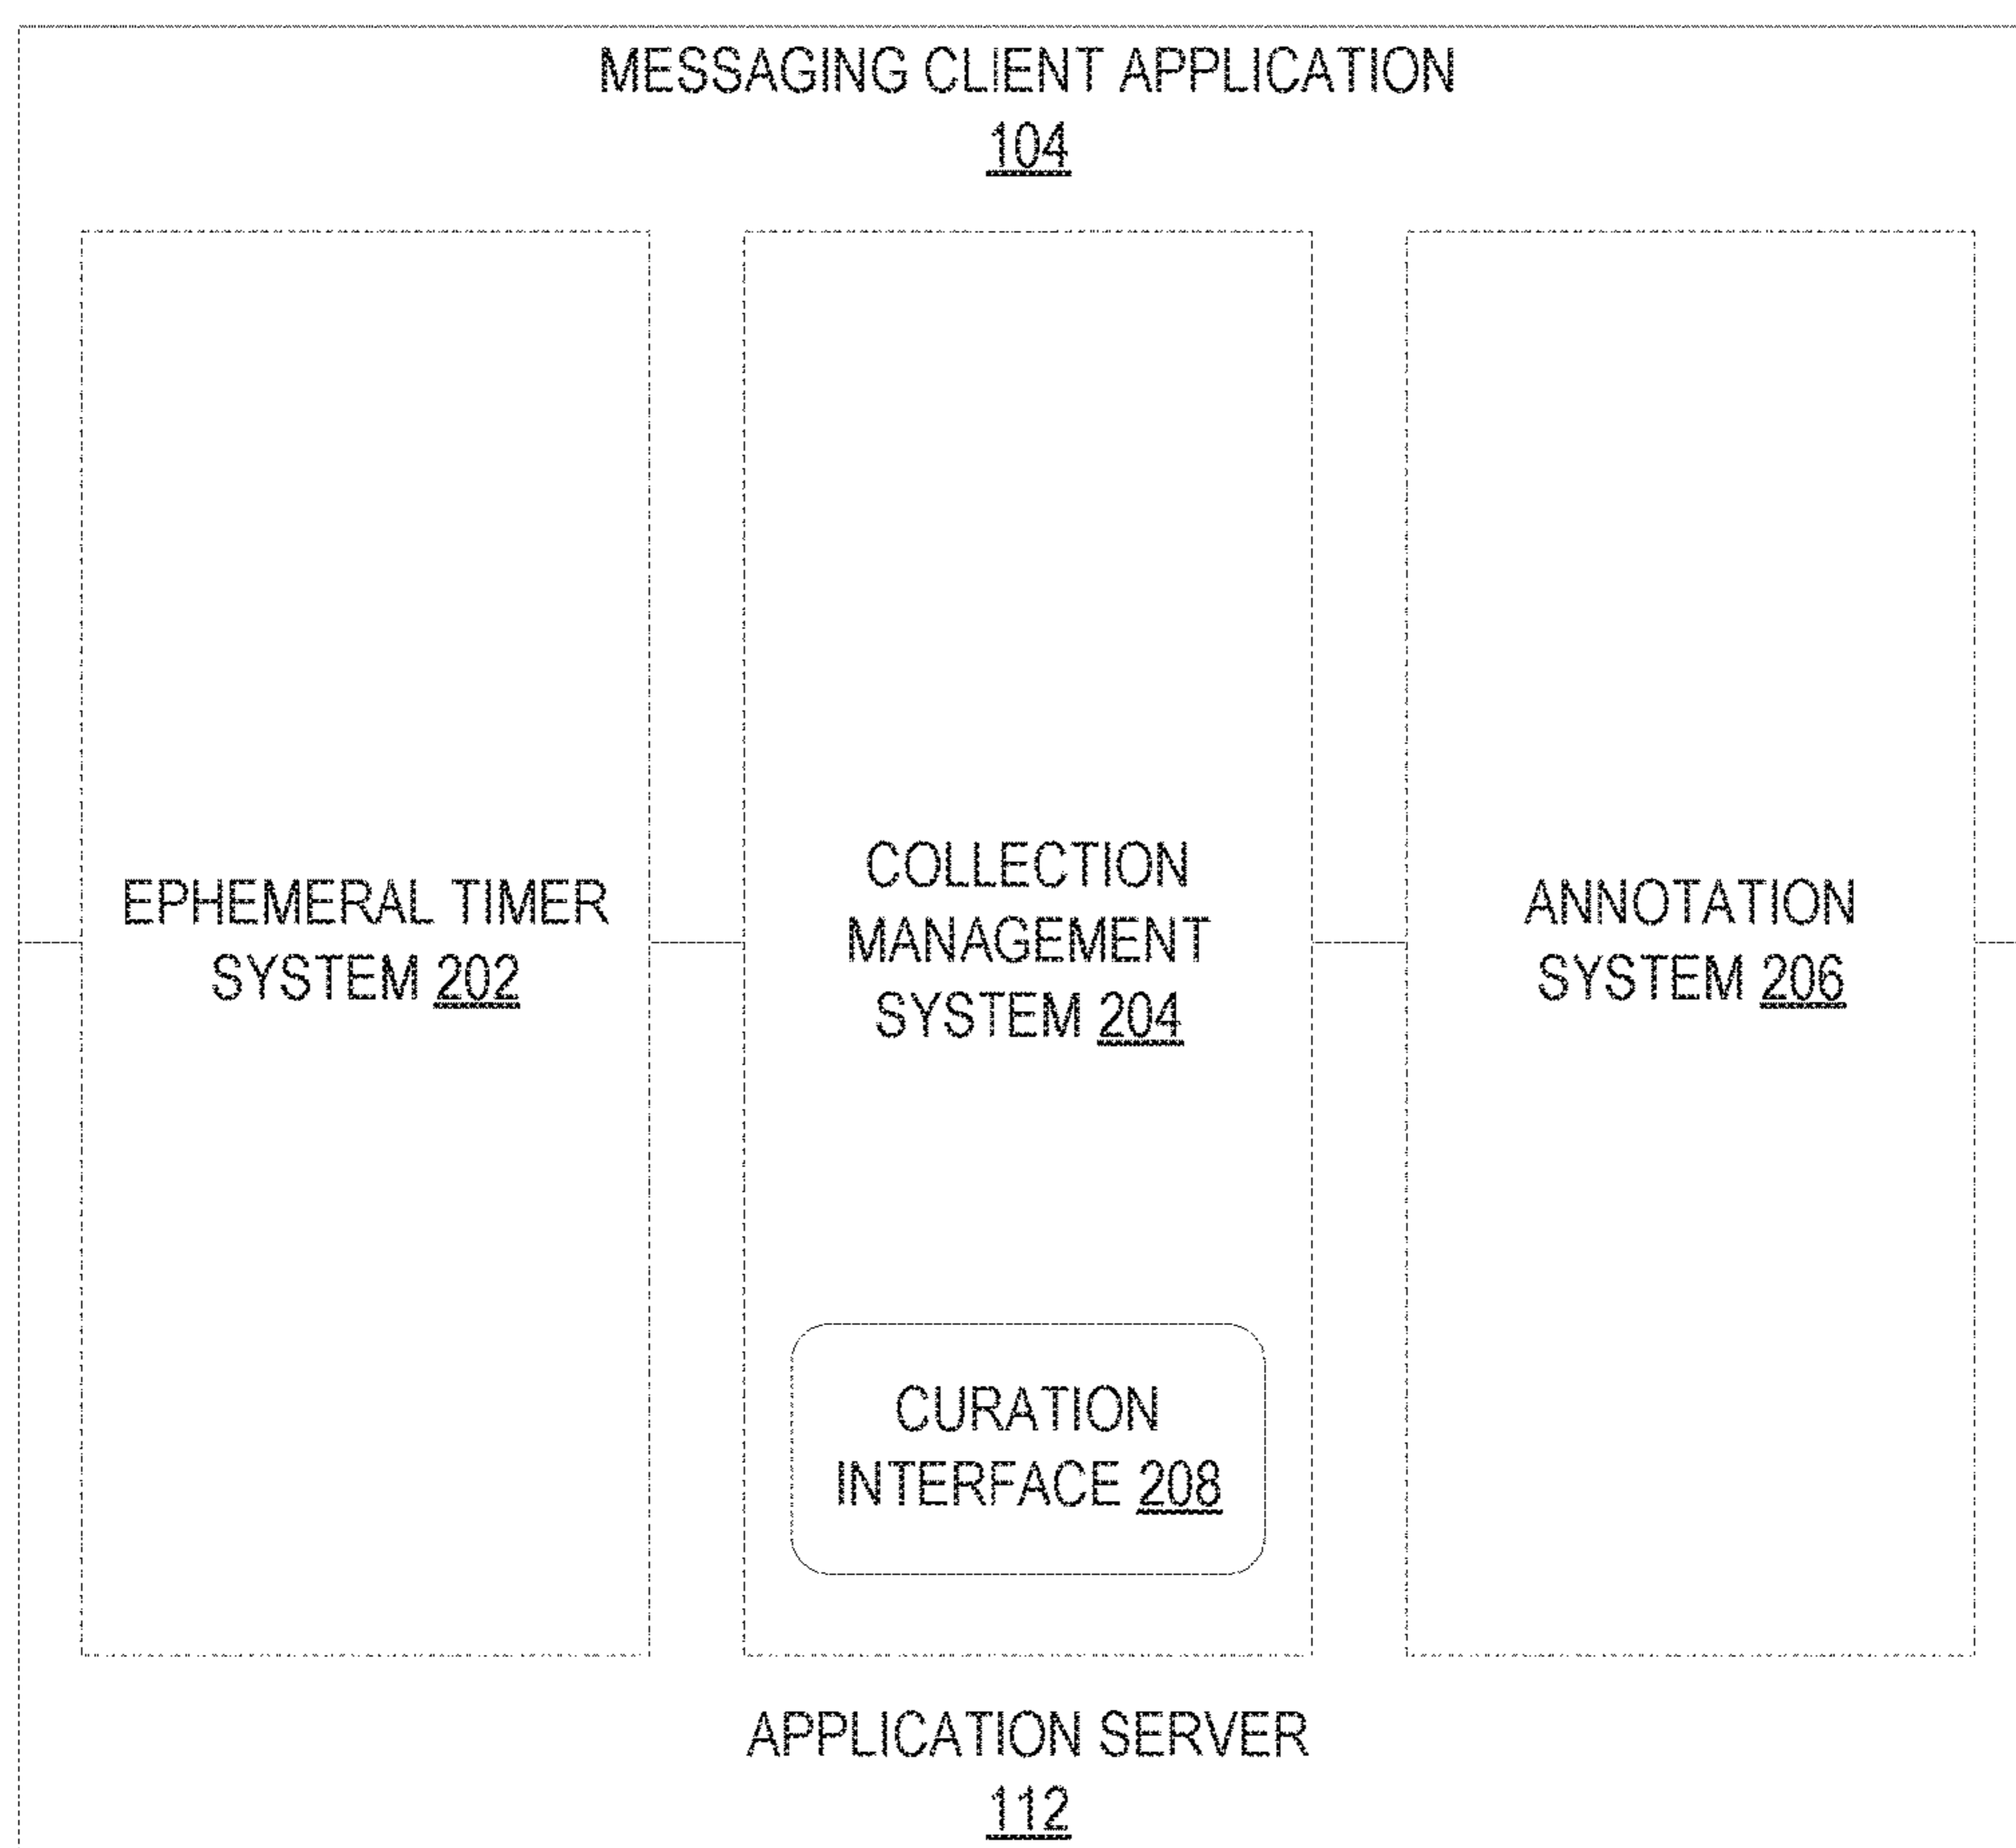 MESSAGING CLIENT APPLICATION
104
EPHEMERAL TIMER
SYSTEM 202
COLLECTION
MANAGEMENT
SYSTEM 204
CURATION
INTERFACE 208
ANNOTATION
SYSTEM 206
APPLICATION SERVER
112